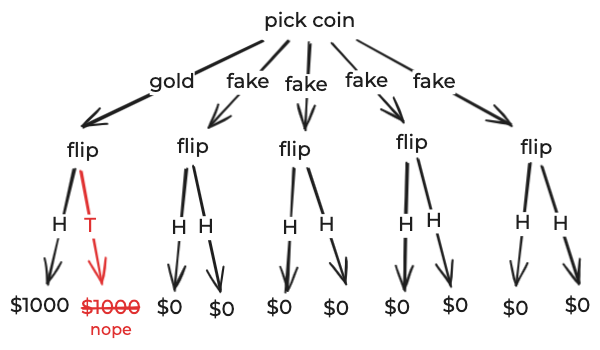 pick coin
gold fake fake fake fake
flip flip flip flip flip
H T H H H H H H H H
$1000 $1000 $0 $0 $0 $0 $0 $0 $0 $0
nope